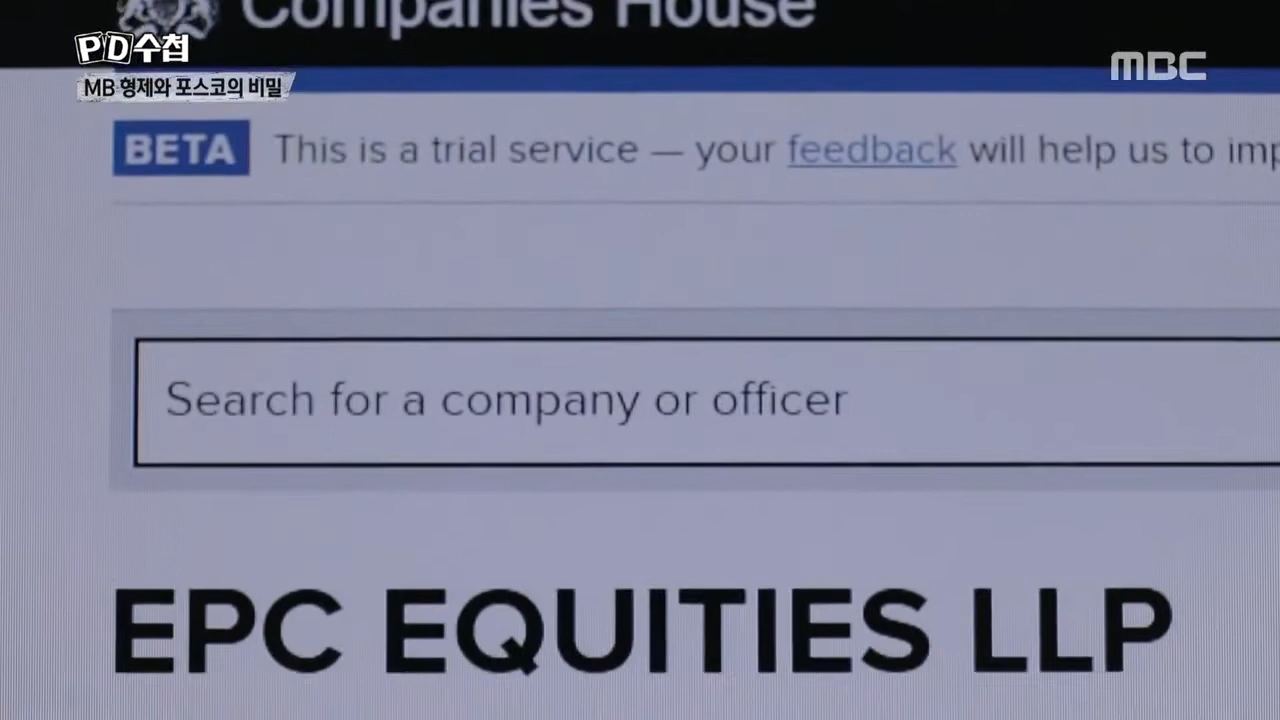 Companies House
PD수첩
MBC
MB 형제와 포스코의 비밀
BETA
This is a trial service — your feedback will help us to imp
Search for a company or officer
EPC EQUITIES LLP